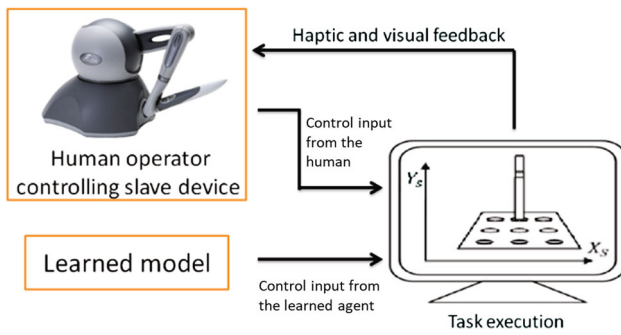 Haptic and visual feedback
Control input
from the
human
Human operator
controlling slave device
Yₛ
Xₛ
Learned model
Control input from
the learned agent
Task execution